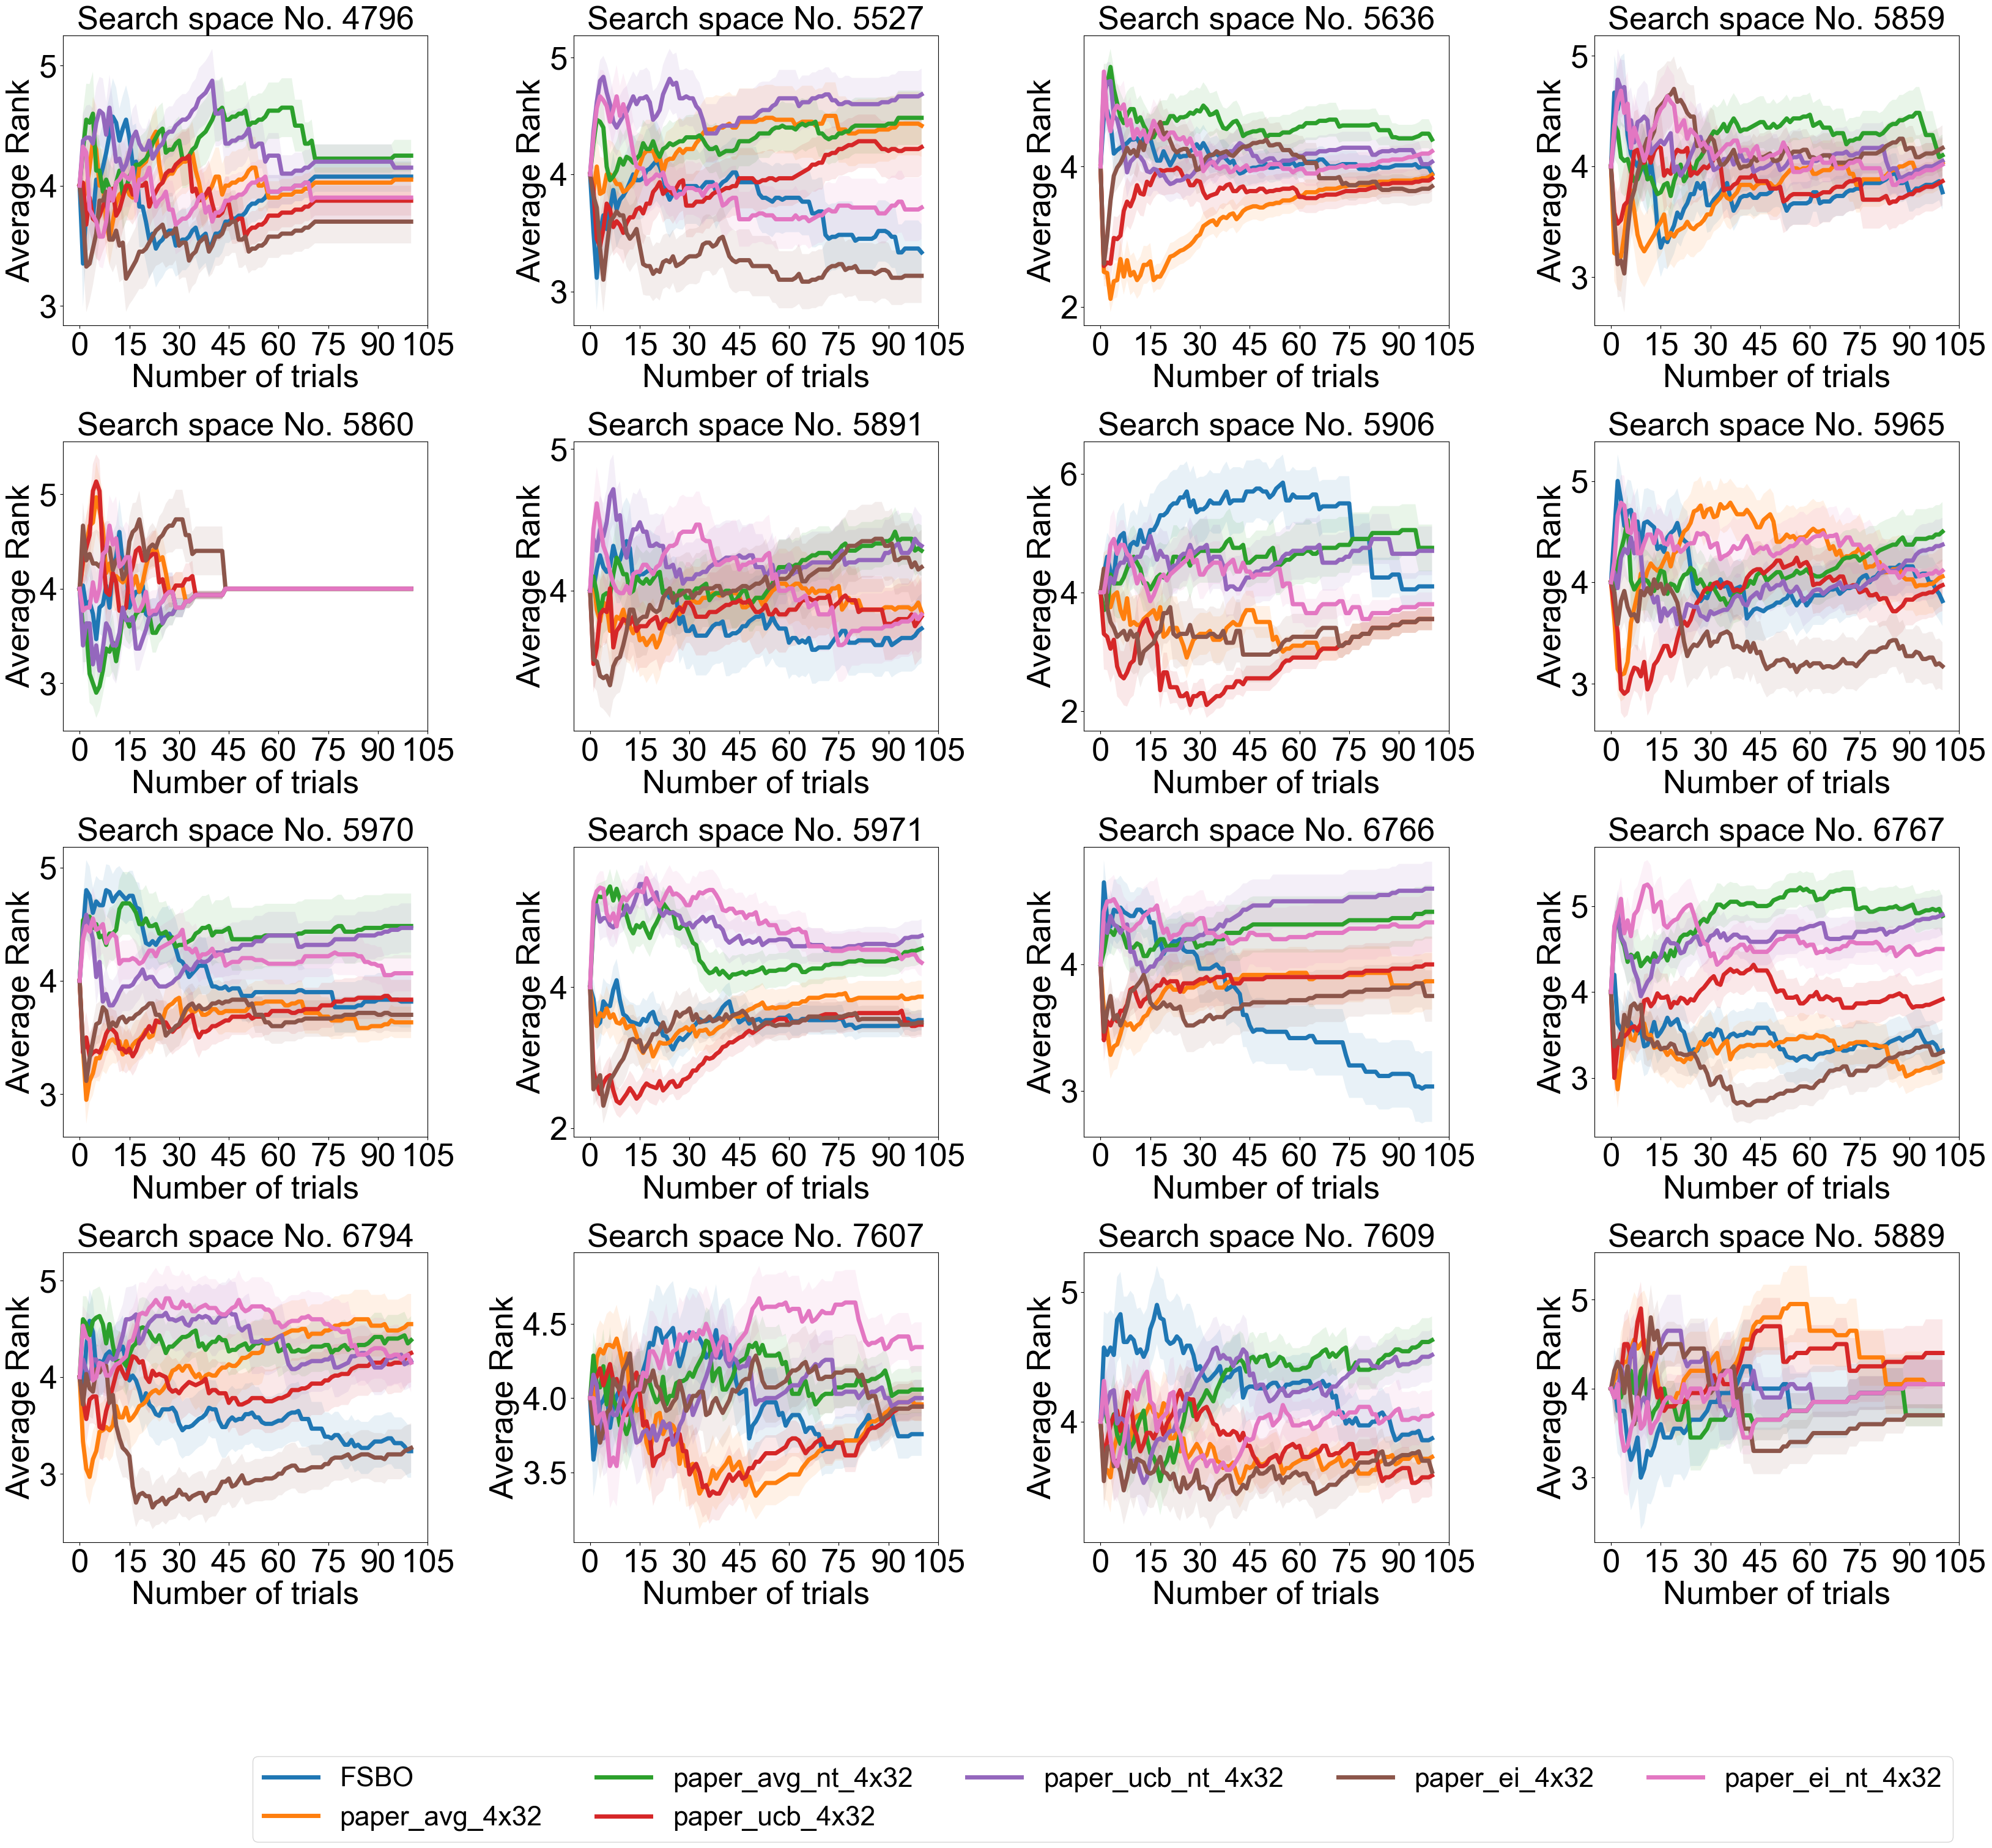 Search space No. 4796
Average Rank
5
4
3
0 15 30 45 60 75 90 105
Number of trials
Search space No. 5527
Average Rank
5
4
3
0 15 30 45 60 75 90 105
Number of trials
Search space No. 5636
Average Rank
4
2
0 15 30 45 60 75 90 105
Number of trials
Search space No. 5859
Average Rank
5
4
3
0 15 30 45 60 75 90 105
Number of trials
Search space No. 5860
Average Rank
5
4
3
0 15 30 45 60 75 90 105
Number of trials
Search space No. 5891
Average Rank
5
4
0 15 30 45 60 75 90 105
Number of trials
Search space No. 5906
Average Rank
6
4
2
0 15 30 45 60 75 90 105
Number of trials
Search space No. 5965
Average Rank
5
4
3
0 15 30 45 60 75 90 105
Number of trials
Search space No. 5970
Average Rank
5
4
3
0 15 30 45 60 75 90 105
Number of trials
Search space No. 5971
Average Rank
4
2
0 15 30 45 60 75 90 105
Number of trials
Search space No. 6766
Average Rank
4
3
0 15 30 45 60 75 90 105
Number of trials
Search space No. 6767
Average Rank
5
4
3
0 15 30 45 60 75 90 105
Number of trials
Search space No. 6794
Average Rank
5
4
3
0 15 30 45 60 75 90 105
Number of trials
Search space No. 7607
Average Rank
4.5
4.0
3.5
0 15 30 45 60 75 90 105
Number of trials
Search space No. 7609
Average Rank
5
4
0 15 30 45 60 75 90 105
Number of trials
Search space No. 5889
Average Rank
5
4
3
0 15 30 45 60 75 90 105
Number of trials
FSBO paper_avg_nt_4x32 paper_ucb_nt_4x32 paper_ei_4x32 paper_ei_nt_4x32
paper_avg_4x32 paper_ucb_4x32